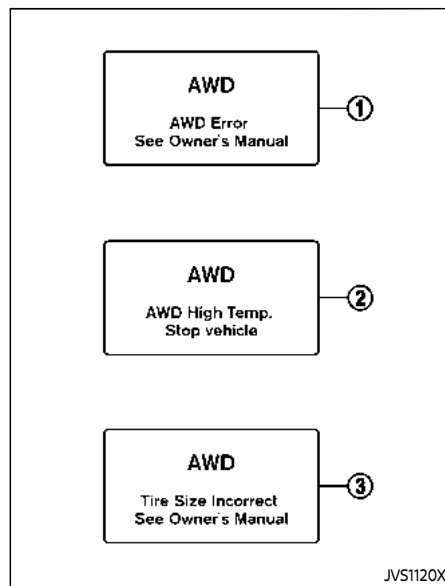 AWD
AWD Error
See Owner's Manual
①
AWD
AWD High Temp.
Stop vehicle
②
AWD
Tire Size Incorrect
See Owner's Manual
③
JVS1120X